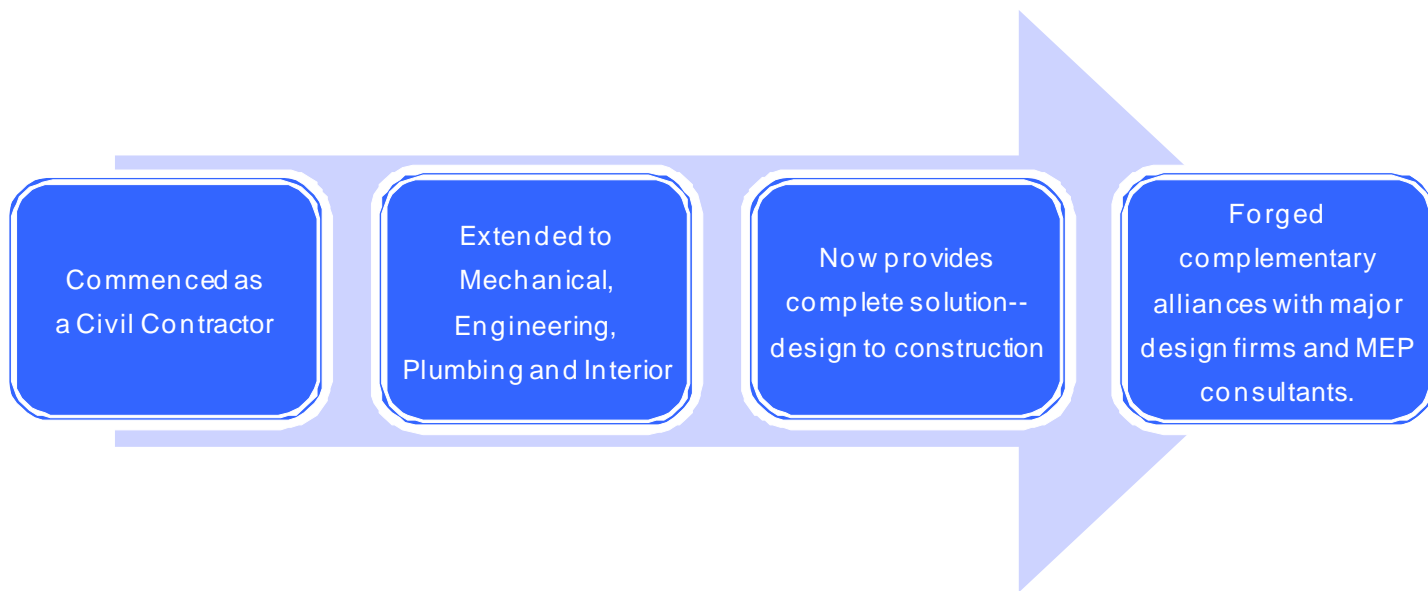 Commenced as
a Civil Contractor
Extended to
Mechanical,
Engineering,
Plumbing and Interior
Now provides
complete solution--
design to construction
Forged
complementary
alliances with major
design firms and MEP
consultants.